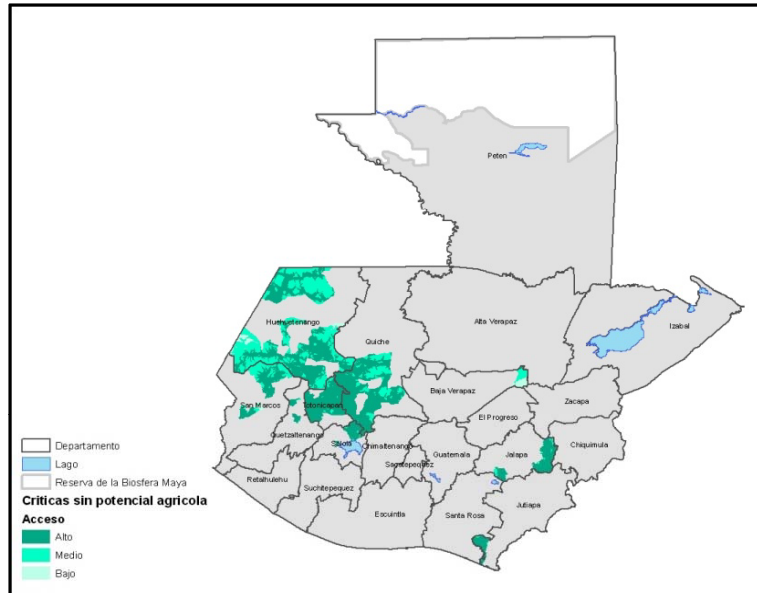 Peten
Huehuetenango
Quiche
Alta Verapaz
Izabal
San Marcos
Totonicapan
Baja Verapaz
El Progreso
Zacapa
Quetzaltenango
Solola
Chimaltenango
Sacatepequez
Guatemala
Jalapa
Chiquimula
Retalhulehu
Suchitepequez
Escuintla
Santa Rosa
Jutiapa
Departamento
Lago
Reserva de la Biosfera Maya
Criticas sin potencial agricola
Acceso
Alto
Medio
Bajo